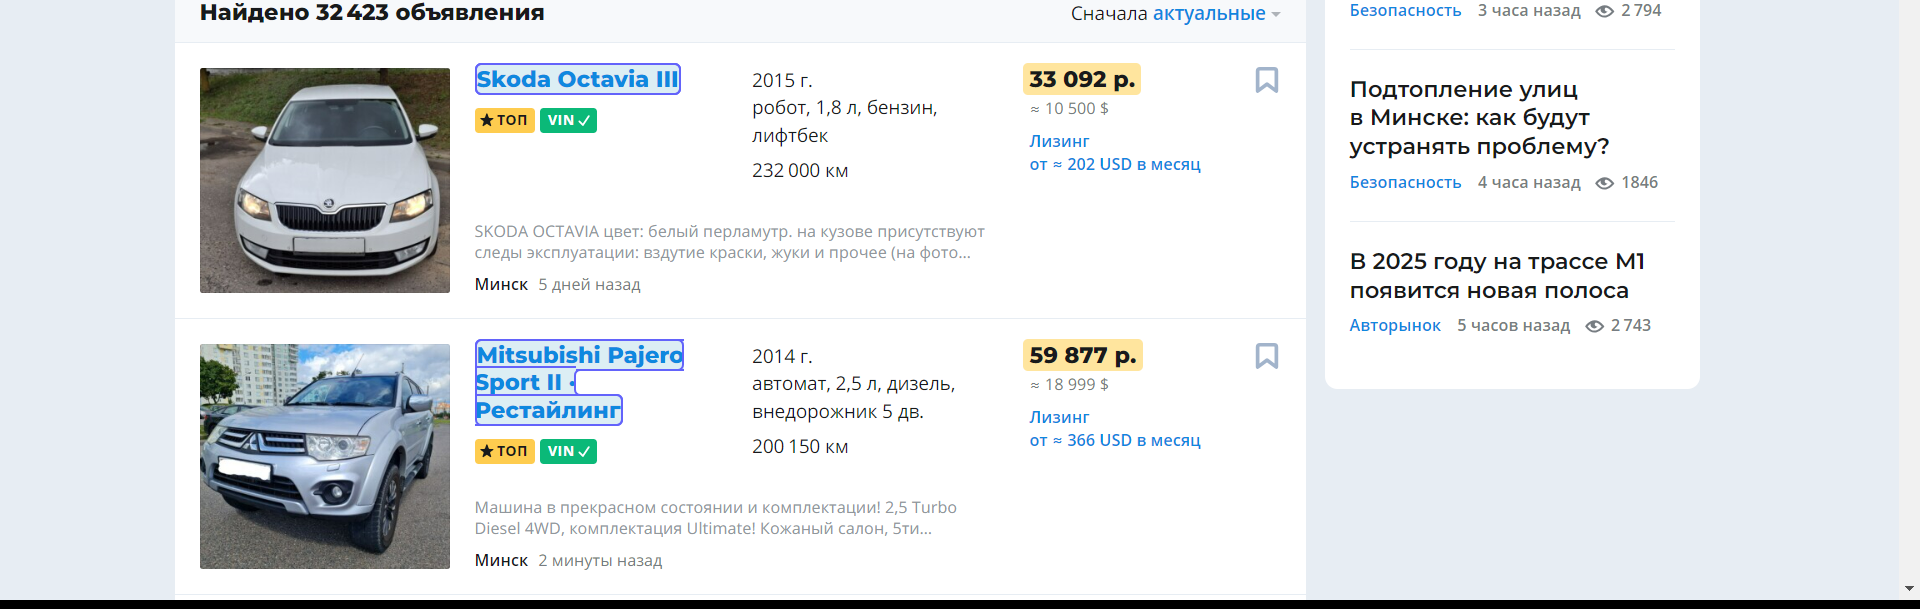 Найдено 32 423 объявления
Сначала актуальные
Skoda Octavia III
ТОП VIN
2015 г.
робот, 1,8 л, бензин,
лифтбек
232 000 км
33 092 р.
≈ 10 500 $
Лизинг
от ≈ 202 USD в месяц
SKODA OCTAVIA цвет: белый перламутр. на кузове присутствуют
следы эксплуатации: вздутие краски, жуки и прочее (на фото...
Минск 5 дней назад
Mitsubishi Pajero
Sport II ·
Рестайлинг
ТОП VIN
2014 г.
автомат, 2,5 л, дизель,
внедорожник 5 дв.
200 150 км
59 877 р.
≈ 18 999 $
Лизинг
от ≈ 366 USD в месяц
Машина в прекрасном состоянии и комплектации! 2,5 Turbo
Diesel 4WD, комплектация Ultimate! Кожаный салон, 5ти...
Минск 2 минуты назад
Безопасность 3 часа назад 2 794
Подтопление улиц
в Минске: как будут
устранять проблему?
Безопасность 4 часа назад 1846
В 2025 году на трассе М1
появится новая полоса
Авторынок 5 часов назад 2 743